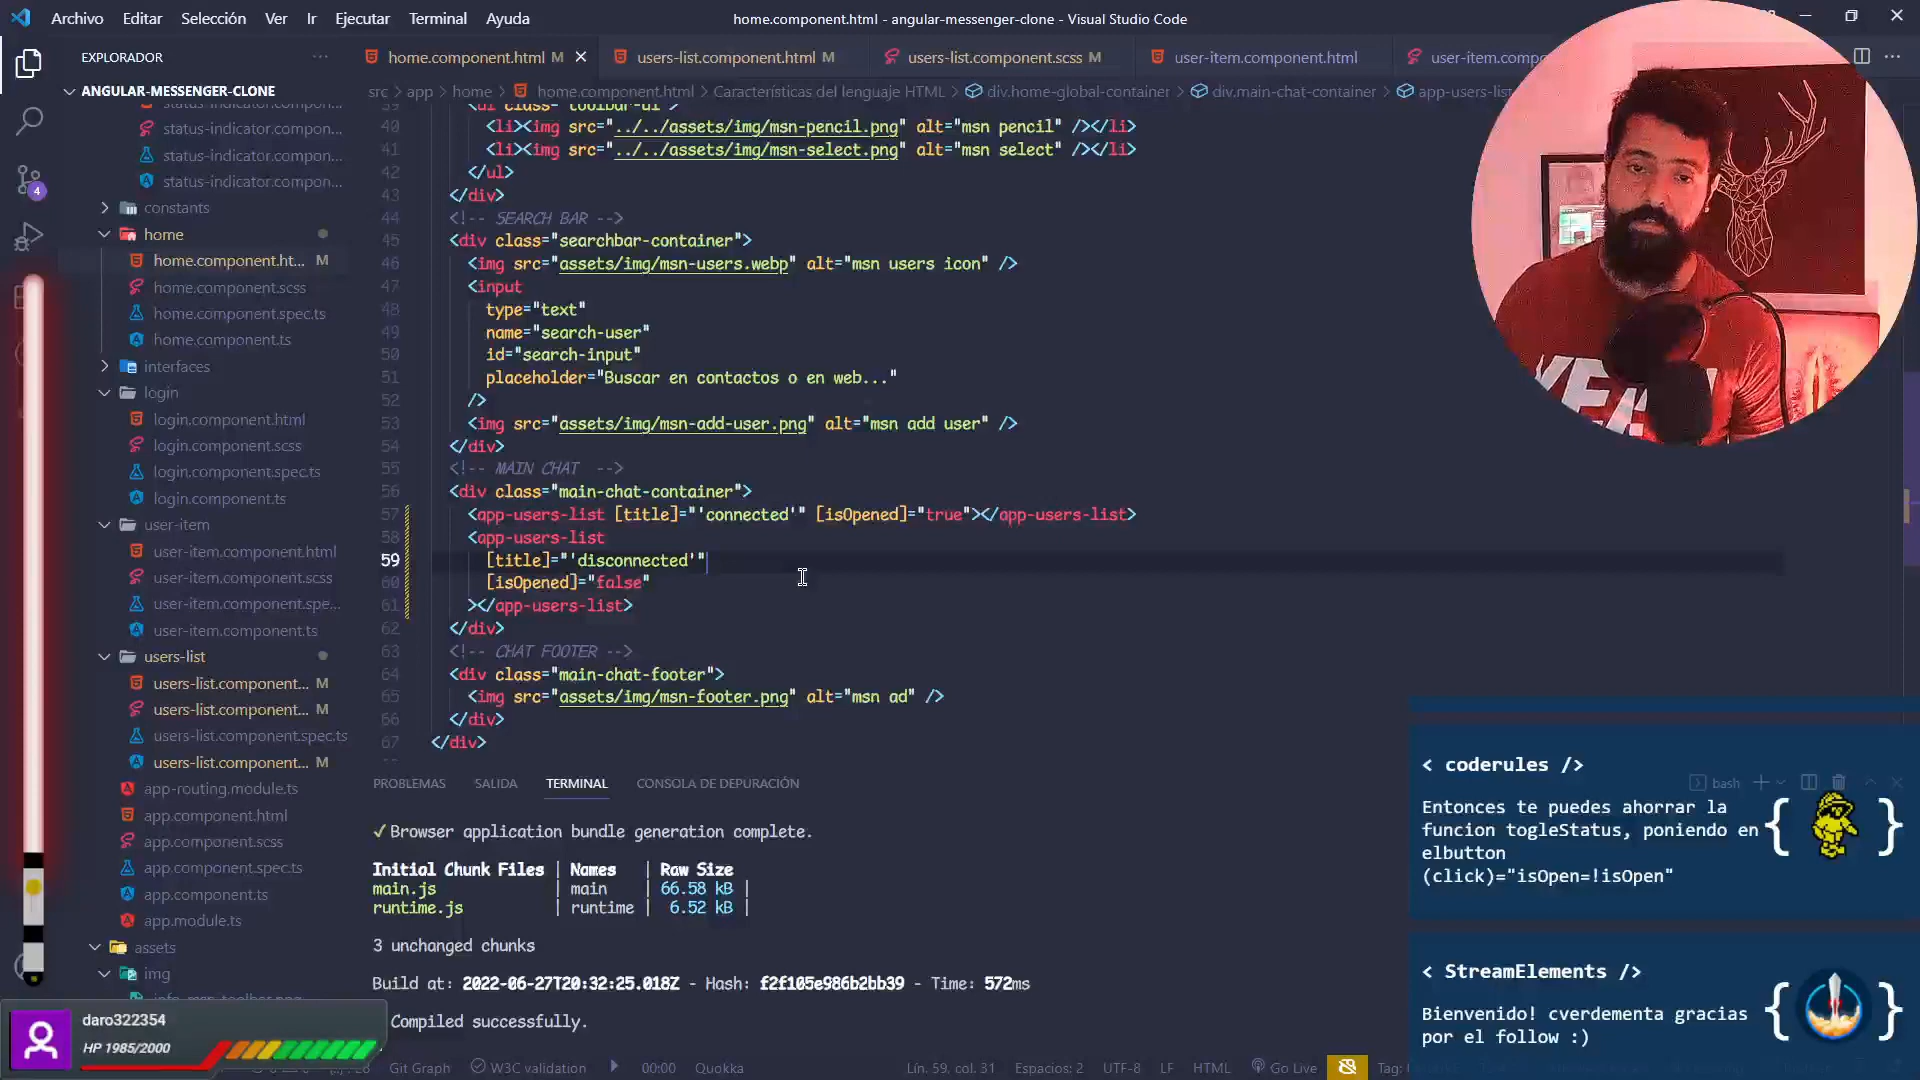 Archivo Editar Selección Ver Ir Ejecutar Terminal Ayuda
home.component.html - angular-messenger-clone - Visual Studio Code
EXPLORADOR
home.component.html M
users-list.component.html M
users-list.component.scss M
user-item.component.html
user-item.comp
ANGULAR-MESSENGER-CLONE
src > app > home > home.component.html > Características del lenguaje HTML > div.home-global-container > div.main-chat-container > app-users-list
status-indicator.compon...
status-indicator.compon...
status-indicator.compon...
status-indicator.compon...
constants
home
home.component.ht... M
home.component.scss
home.component.spec.ts
home.component.ts
interfaces
login
login.component.html
login.component.scss
login.component.spec.ts
login.component.ts
user-item
user-item.component.html
user-item.component.scss
user-item.component.spe...
user-item.component.ts
users-list
users-list.component... M
users-list.component... M
users-list.component.spec.ts
users-list.component... M
app-routing.module.ts
app.component.html
app.component.scss
app.component.spec.ts
app.component.ts
app.module.ts
assets
img
4
39 <ul class="toolbar-ul">
40 <li><img src="../../assets/img/msn-pencil.png" alt="msn pencil" /></li>
41 <li><img src="../../assets/img/msn-select.png" alt="msn select" /></li>
42 </ul>
43 </div>
44 <!-- SEARCH BAR -->
45 <div class="searchbar-container">
46 <img src="assets/img/msn-users.webp" alt="msn users icon" />
47 <input
48 type="text"
49 name="search-user"
50 id="search-input"
51 placeholder="Buscar en contactos o en web..."
52 />
53 <img src="assets/img/msn-add-user.png" alt="msn add user" />
54 </div>
55 <!-- MAIN CHAT -->
56 <div class="main-chat-container">
57 <app-users-list [title]="'connected'" [isOpened]="true"></app-users-list>
58 <app-users-list
59 [title]="'disconnected'"
60 [isOpened]="false"
61 ></app-users-list>
62 </div>
63 <!-- CHAT FOOTER -->
64 <div class="main-chat-footer">
65 <img src="assets/img/msn-footer.png" alt="msn ad" />
66 </div>
67 </div>
PROBLEMAS SALIDA TERMINAL CONSOLA DE DEPURACIÓN
bash
✓ Browser application bundle generation complete.
Initial Chunk Files | Names | Raw Size
main.js | main | 66.58 kB |
runtime.js | runtime | 6.52 kB |
3 unchanged chunks
Build at: 2022-06-27T20:32:25.018Z - Hash: f2f105e986b2bb39 - Time: 572ms
Compiled successfully.
< coderules />
Entonces te puedes ahorrar la
funcion togleStatus, poniendo en
elbutton
(click)="isOpen=!isOpen"
< StreamElements />
Bienvenido! cverdementa gracias
por el follow :)
daro322354
HP 1985/2000
Git Graph W3C validation 00:00 Quokka Lín. 59, col. 31 Espacios: 2 UTF-8 LF HTML Go Live Tag: